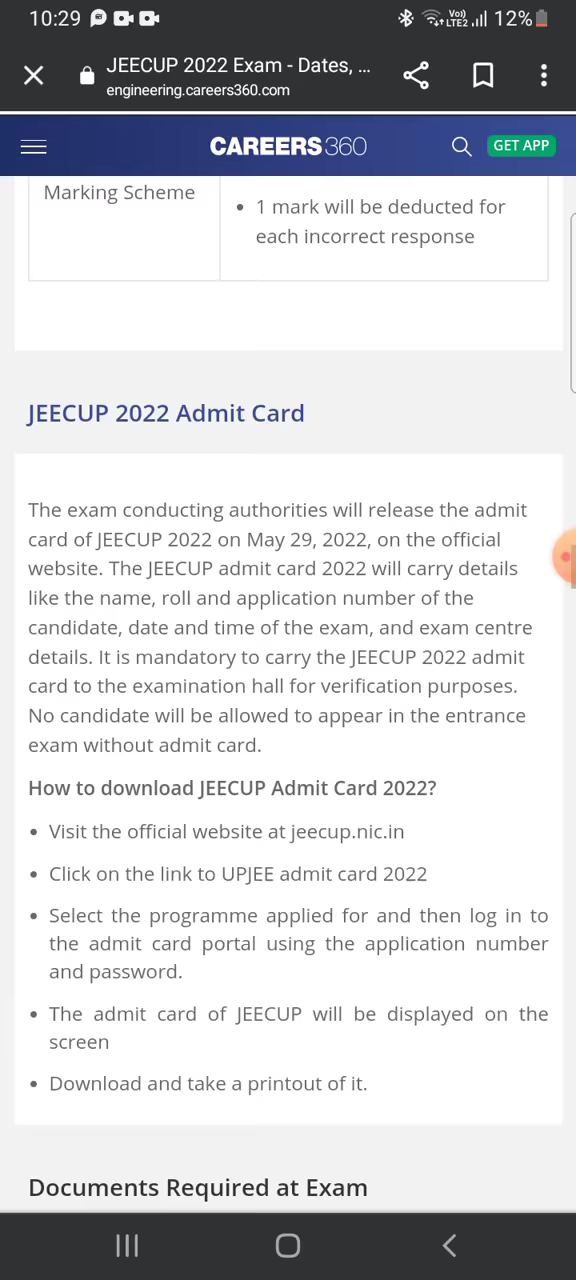 10:29
Vo))
LTE2
12%
JEECUP 2022 Exam - Dates, ...
engineering.careers360.com
CAREERS360
GET APP
Marking Scheme
• 1 mark will be deducted for
each incorrect response
JEECUP 2022 Admit Card
The exam conducting authorities will release the admit
card of JEECUP 2022 on May 29, 2022, on the official
website. The JEECUP admit card 2022 will carry details
like the name, roll and application number of the
candidate, date and time of the exam, and exam centre
details. It is mandatory to carry the JEECUP 2022 admit
card to the examination hall for verification purposes.
No candidate will be allowed to appear in the entrance
exam without admit card.
How to download JEECUP Admit Card 2022?
• Visit the official website at jeecup.nic.in
• Click on the link to UPJEE admit card 2022
• Select the programme applied for and then log in to
the admit card portal using the application number
and password.
• The admit card of JEECUP will be displayed on the
screen
• Download and take a printout of it.
Documents Required at Exam